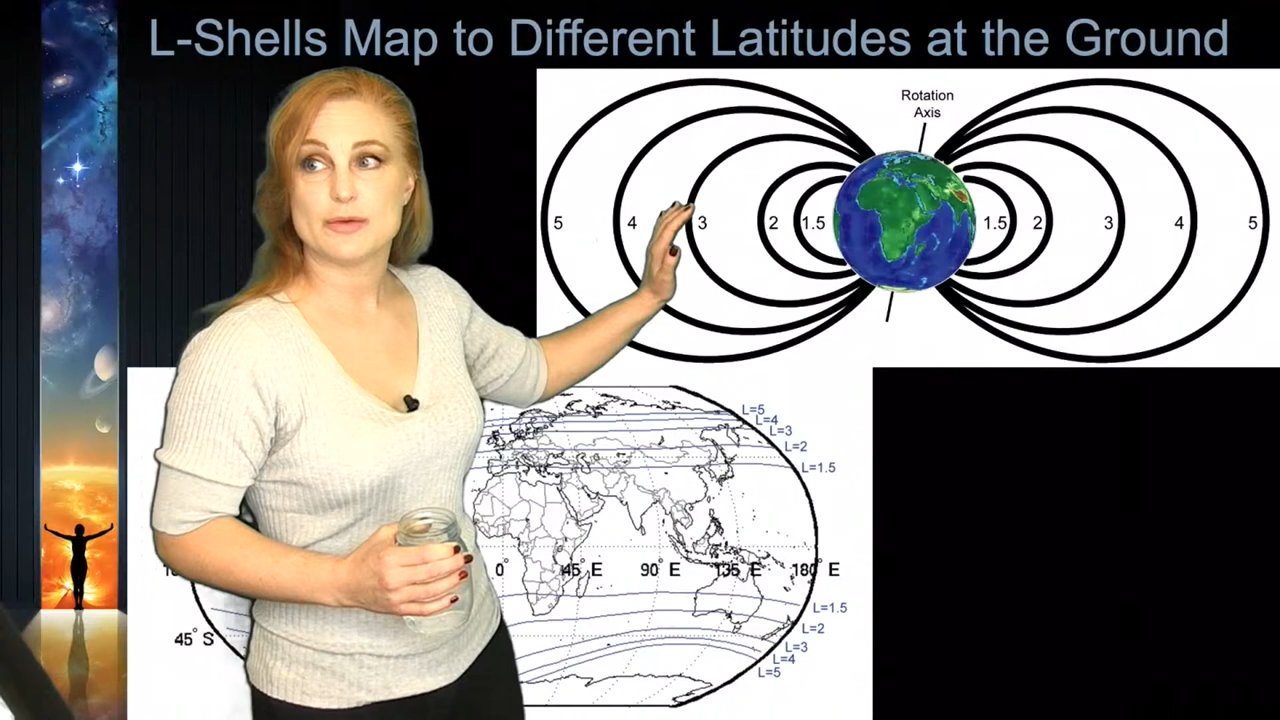 L-Shells Map to Different Latitudes at the Ground
Rotation
Axis
5 4 3 2 1.5 1.5 2 3 4 5
L=5
L=4
L=3
L=2
L=1.5
0° 45° E 90° E 135° E 180° E
L=1.5
L=2
45° S
L=3
L=4
L=5